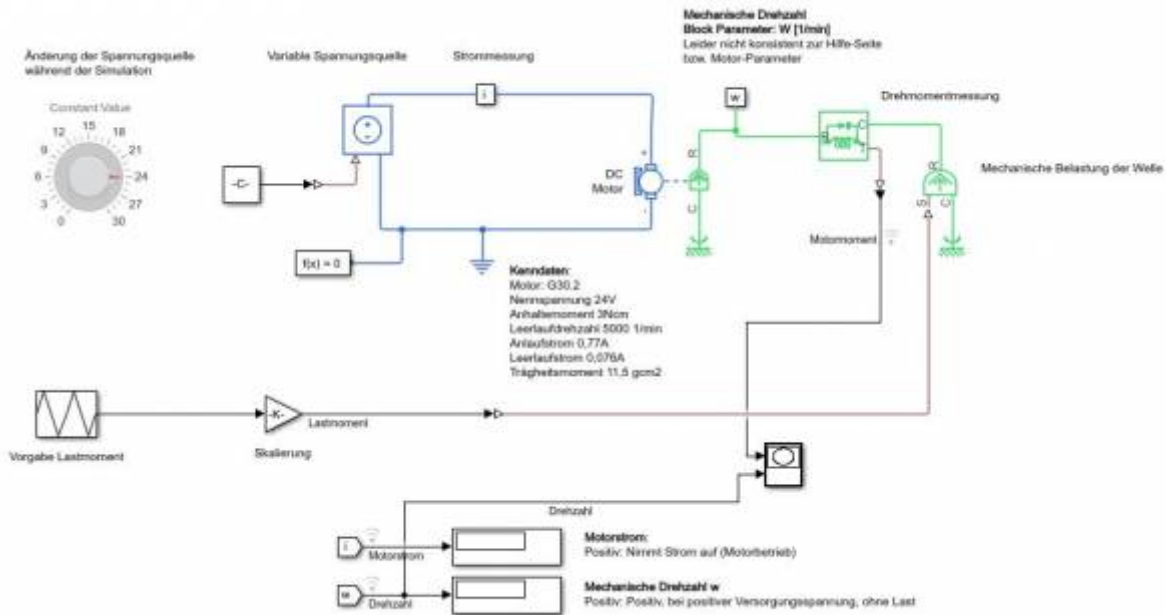 Mechanische Drehzahl
Block Parameter: W [1/min]
Leider nicht konsistent zur Hilfe-Seite
bzw. Motor-Parameter
Änderung der Spannungsquelle
während der Simulation
Variable Spannungsquelle
Strommessung
Constant Value
0
3
6
9
12
15
18
21
24
27
30
-C-
i
w
Drehmomentmessung
+
DC
Motor
-
R
C
R
C
T
R
S
C
Mechanische Belastung der Welle
Motormoment
f(x) = 0
Kenndaten:
Motor: G30.2
Nennspannung 24V
Anhaltemoment 3Ncm
Leerlaufdrehzahl 5000 1/min
Anlaufstrom 0,77A
Leerlaufstrom 0,076A
Trägheitsmoment 11,5 gcm2
-K-
Lastmoment
Vorgabe Lastmoment
Skalierung
Drehzahl
i
Motorstrom
Motorstrom:
Positiv: Nimmt Strom auf (Motorbetrieb)
w
Drehzahl
Mechanische Drehzahl w
Positiv: Positiv, bei positiver Versorgungsspannung, ohne Last